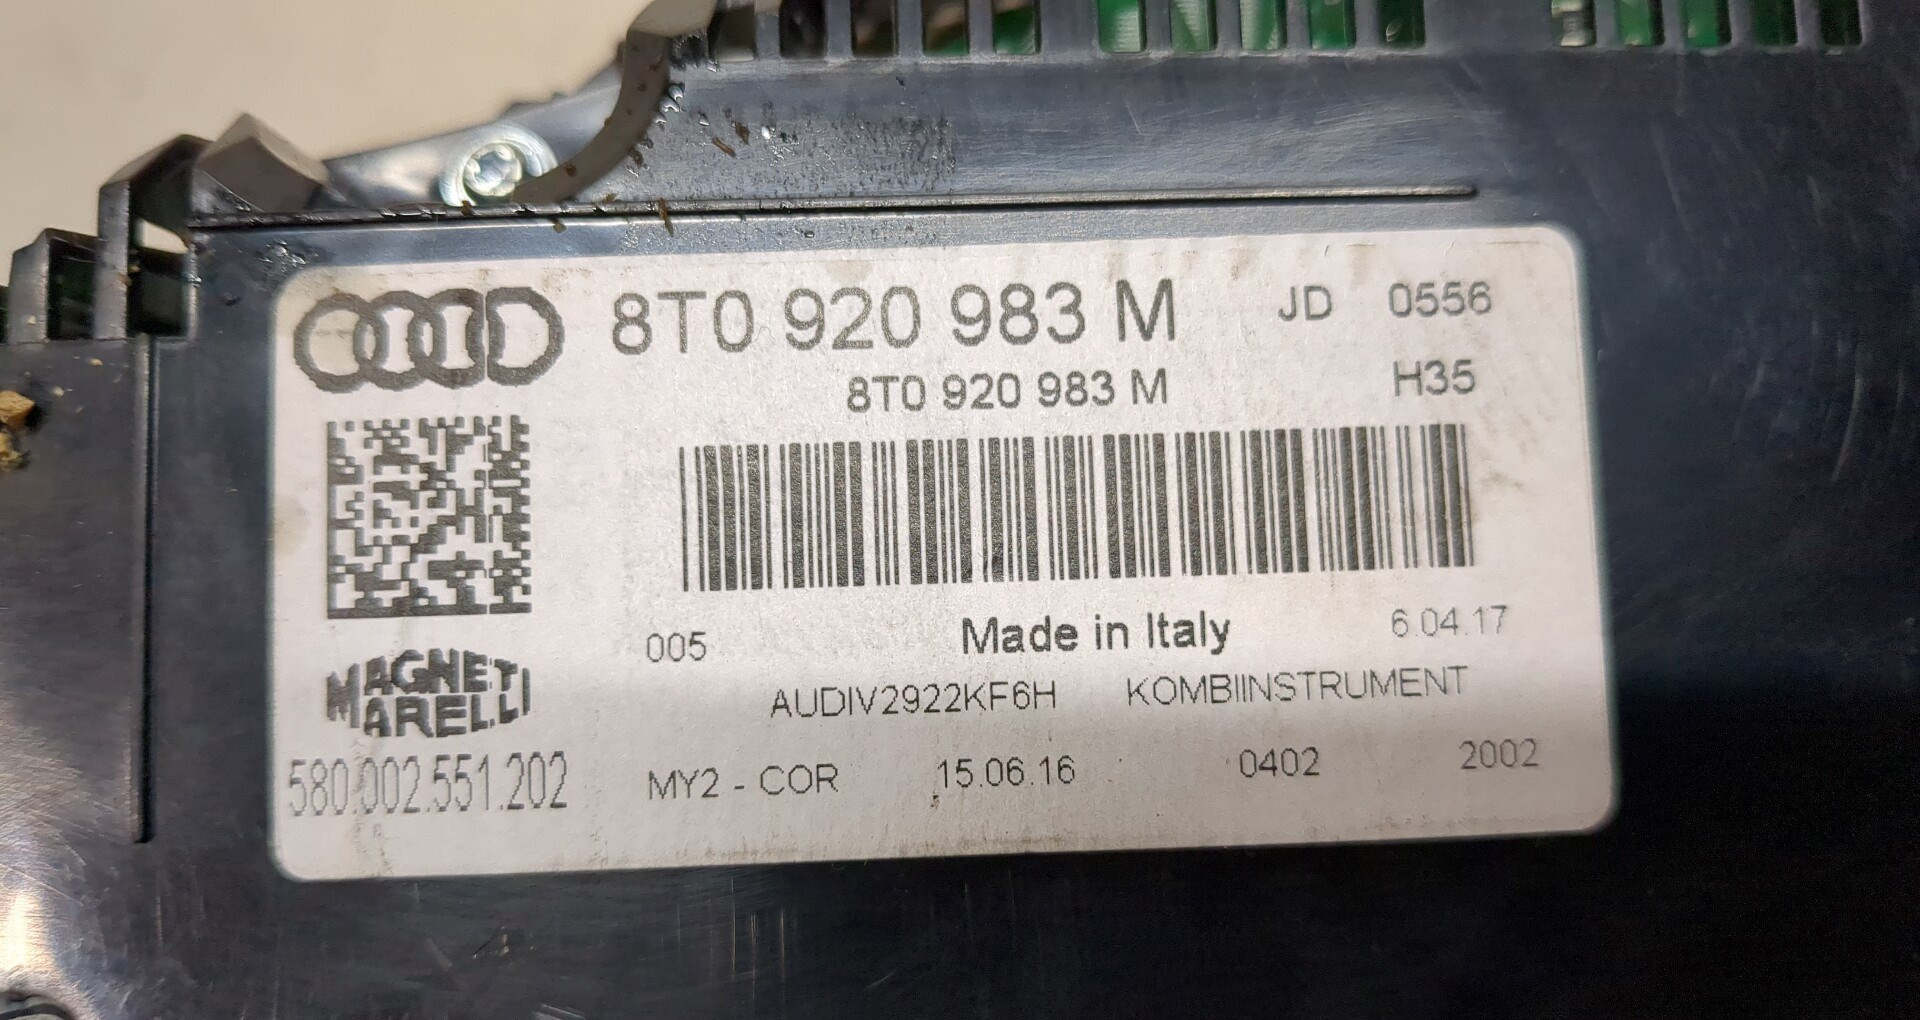 8T0 920 983 M JD 0556
8T0 920 983 M H35
005 Made in Italy 6.04.17
MAGNETI
MARELLI
AUDIV2922KF6H KOMBIINSTRUMENT
580.002.551.202 MY2 - COR 15.06.16 0402 2002